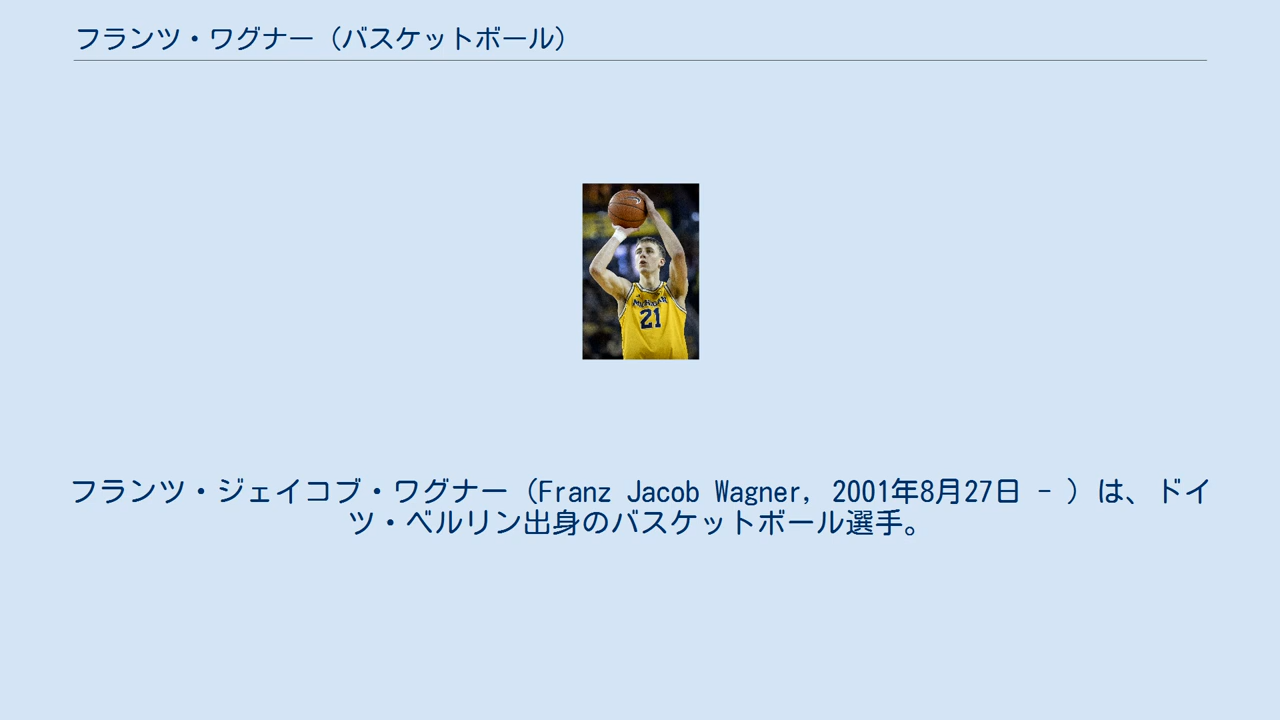 フランツ・ワグナー（バスケットボール）
MICHIGAN
21
フランツ・ジェイコブ・ワグナー（Franz Jacob Wagner, 2001年8月27日 - ）は、ドイ
ツ・ベルリン出身のバスケットボール選手。